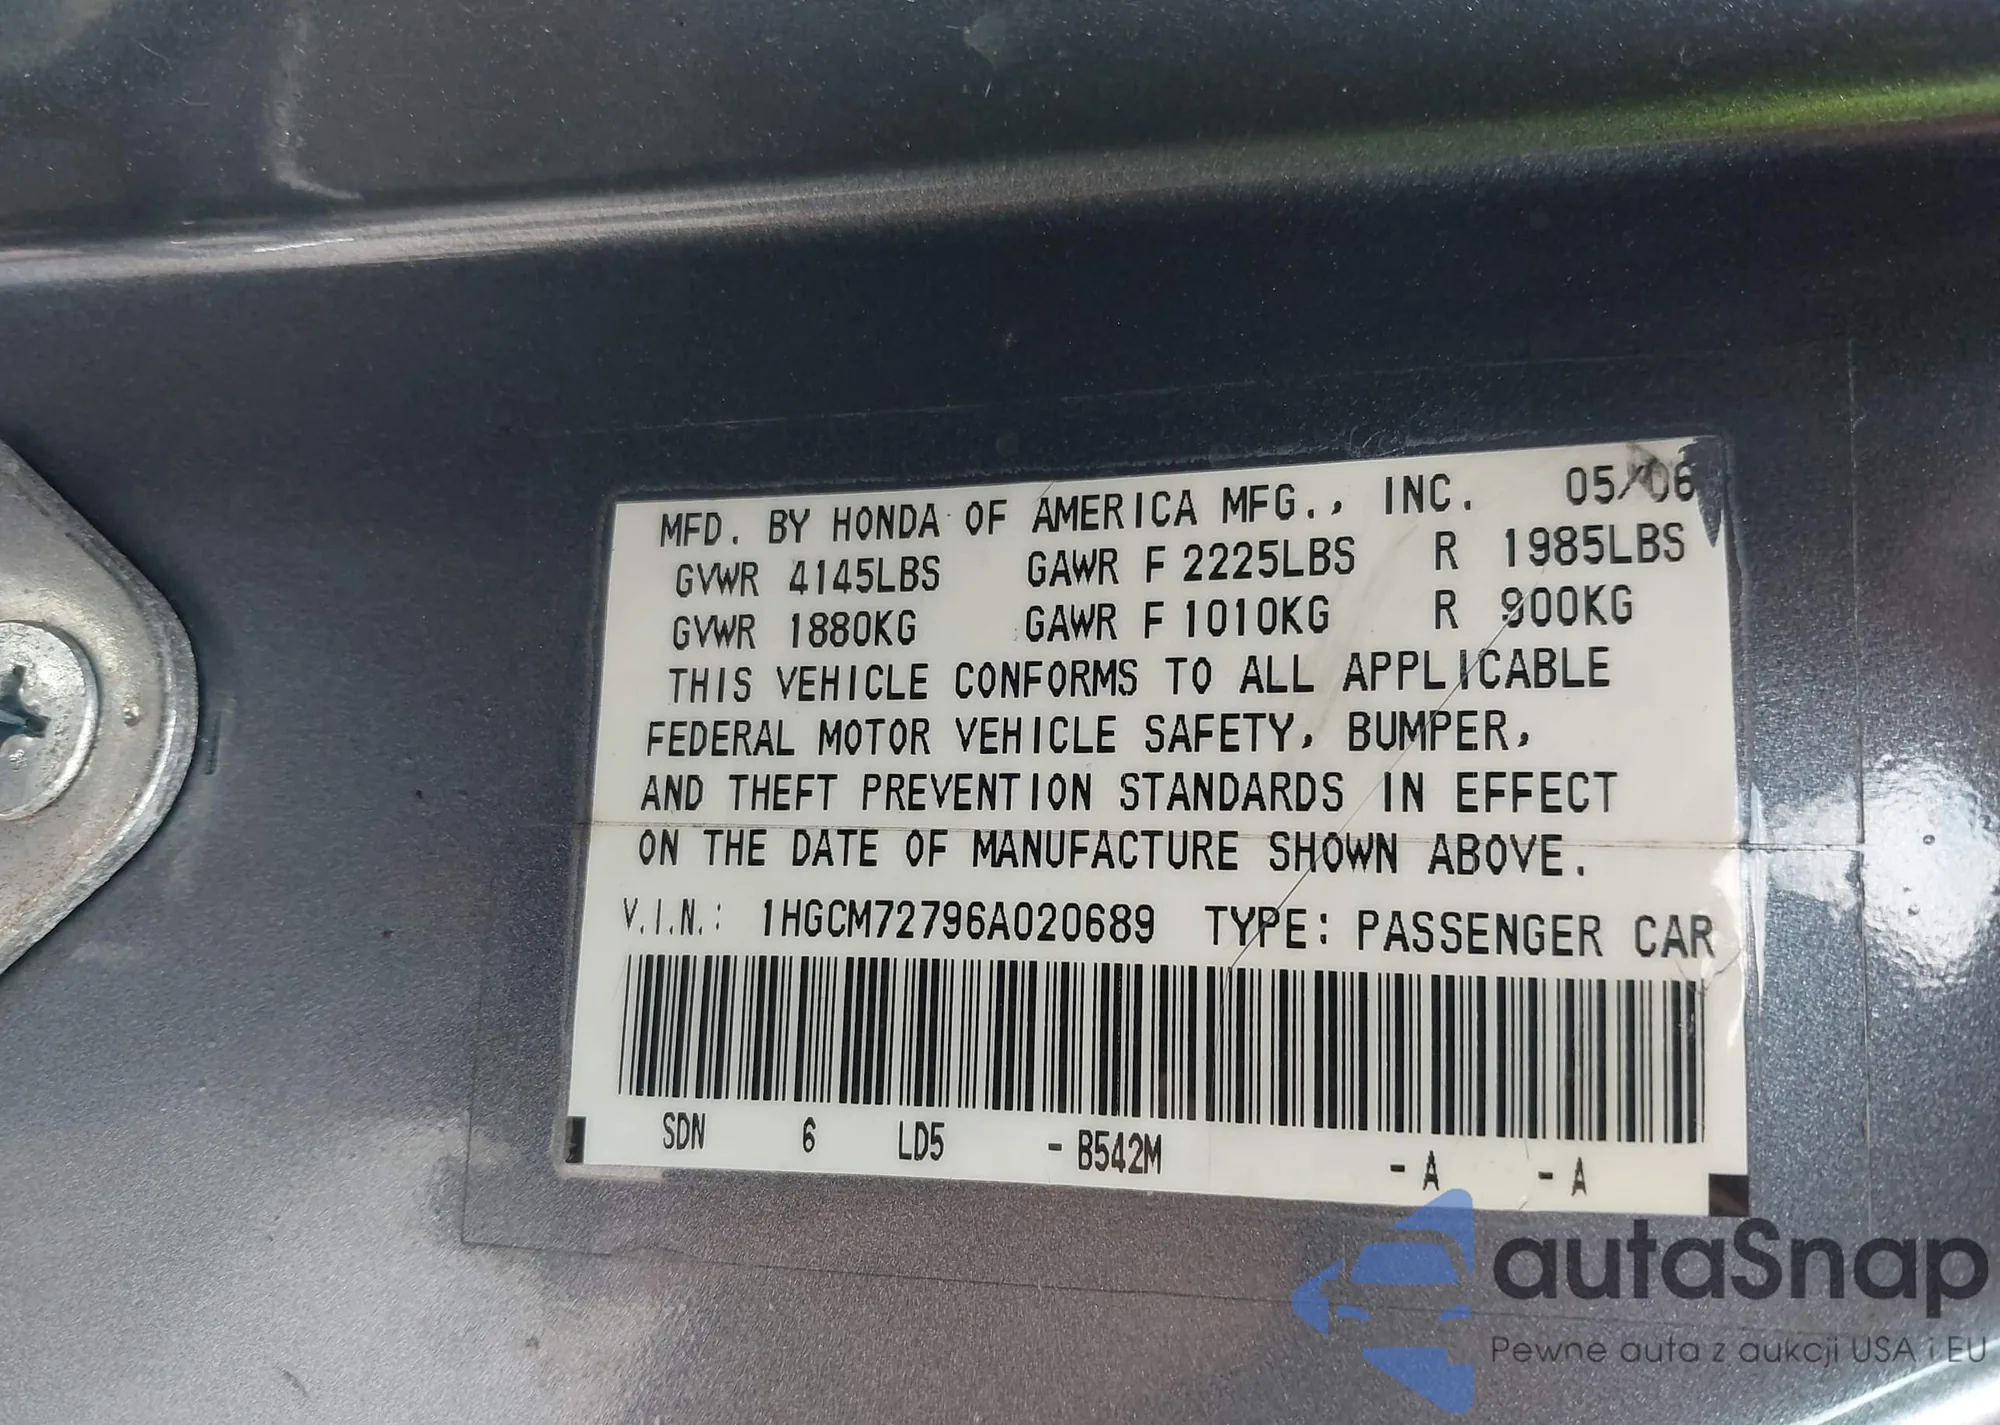 MFD. BY HONDA OF AMERICA MFG., INC. 05/06
GVWR 4145LBS GAWR F 2225LBS R 1985LBS
GVWR 1880KG GAWR F 1010KG R 900KG
THIS VEHICLE CONFORMS TO ALL APPLICABLE
FEDERAL MOTOR VEHICLE SAFETY, BUMPER,
AND THEFT PREVENTION STANDARDS IN EFFECT
ON THE DATE OF MANUFACTURE SHOWN ABOVE.
V.I.N.: 1HGCM72796A020689 TYPE: PASSENGER CAR
SDN 6 LD5 - B542M - A - A
autaSnap
Pewne auta z aukcji USA i EU